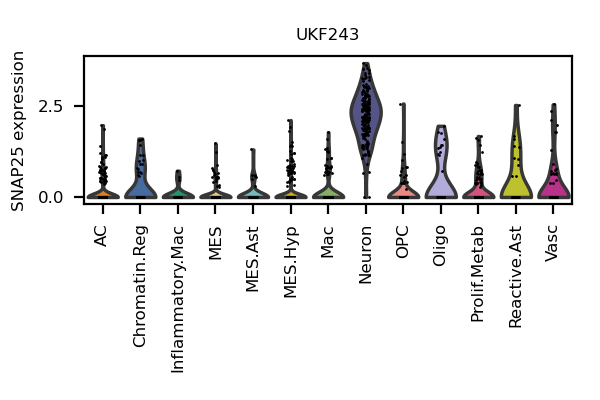 UKF243
SNAP25 expression
2.5
0.0
AC
Chromatin.Reg
Inflammatory.Mac
MES
MES.Ast
MES.Hyp
Mac
Neuron
OPC
Oligo
Prolif.Metab
Reactive.Ast
Vasc